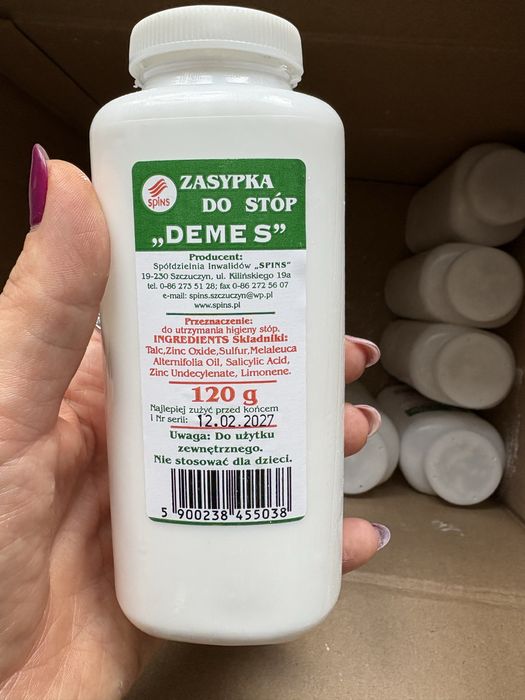 SPINS
ZASYPKA
DO STÓP
„DEME S”
Producent:
Spółdzielnia Inwalidów „SPINS”
19-230 Szczuczyn, ul. Kilińskiego 19a
tel. 0-86 273 51 28; fax 0-86 272 56 07
e-mail: spins.szczuczyn@wp.pl
www.spins.pl
Przeznaczenie:
do utrzymania higieny stóp.
INGREDIENTS Składniki:
Talc,Zinc Oxide,Sulfur,Melaleuca
Alternifolia Oil, Salicylic Acid,
Zinc Undecylenate, Limonene.
120 g
Najlepiej zużyć przed końcem
i Nr serii: 12.02.2027
Uwaga: Do użytku
zewnętrznego.
Nie stosować dla dzieci.
5 900238 455038